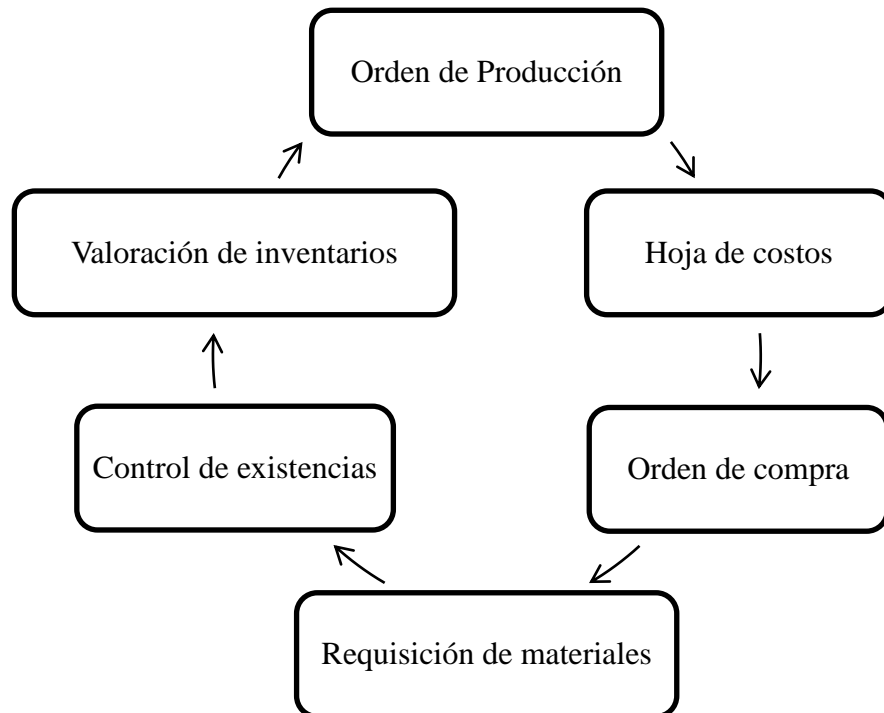 Orden de Producción
Valoración de inventarios
Hoja de costos
Control de existencias
Orden de compra
Requisición de materiales